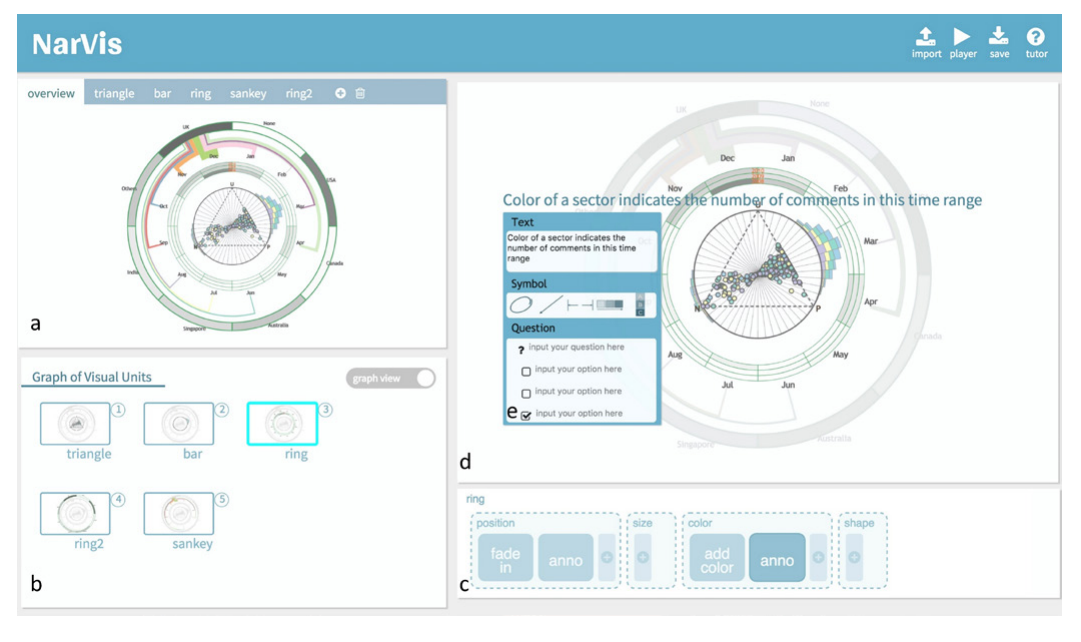 NarVis
import player save tutor
overview triangle bar ring sankey ring2
UK
None
USA
Canada
Australia
Singapore
India
Others
Dec
Jan
Feb
Mar
Apr
May
Jun
Jul
Aug
Sep
Oct
Nov
U
N
P
a
Graph of Visual Units
graph view
1
2
3
triangle
bar
ring
4
5
ring2
sankey
b
UK
None
Dec
Jan
Nov
Feb
Color of a sector indicates the number of comments in this time range
Text
Color of a sector indicates the
number of comments in this time
range
Symbol
Question
? input your question here
input your option here
input your option here
e input your option here
Mar
Apr
May
Jun
Jul
Aug
N
P
Canada
Australia
Singapore
d
ring
position size color shape
fade
in
anno
add
color
anno
c